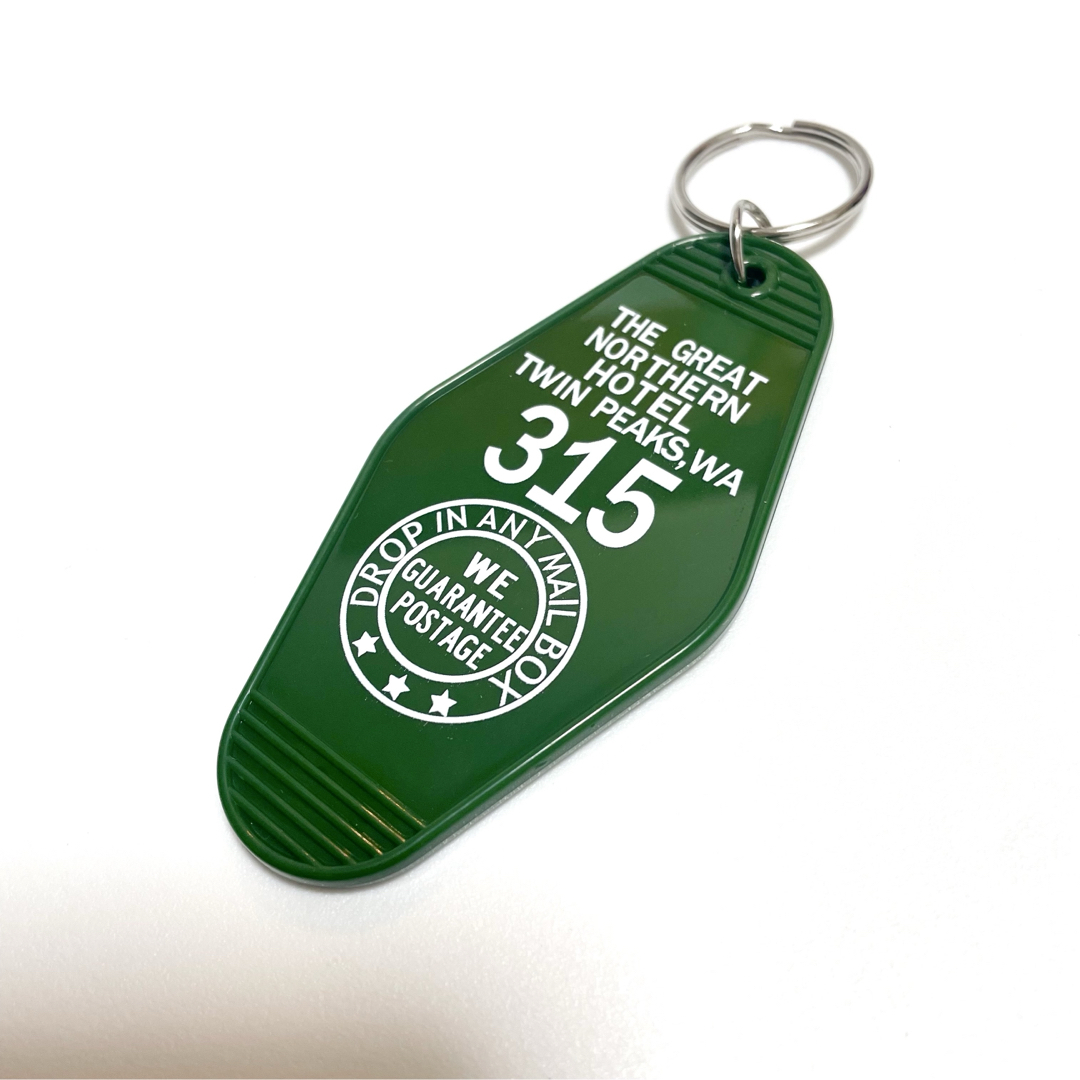 THE GREAT
NORTHERN
HOTEL
TWIN PEAKS, WA
315
DROP IN ANY MAIL BOX
WE
GUARANTEE
POSTAGE